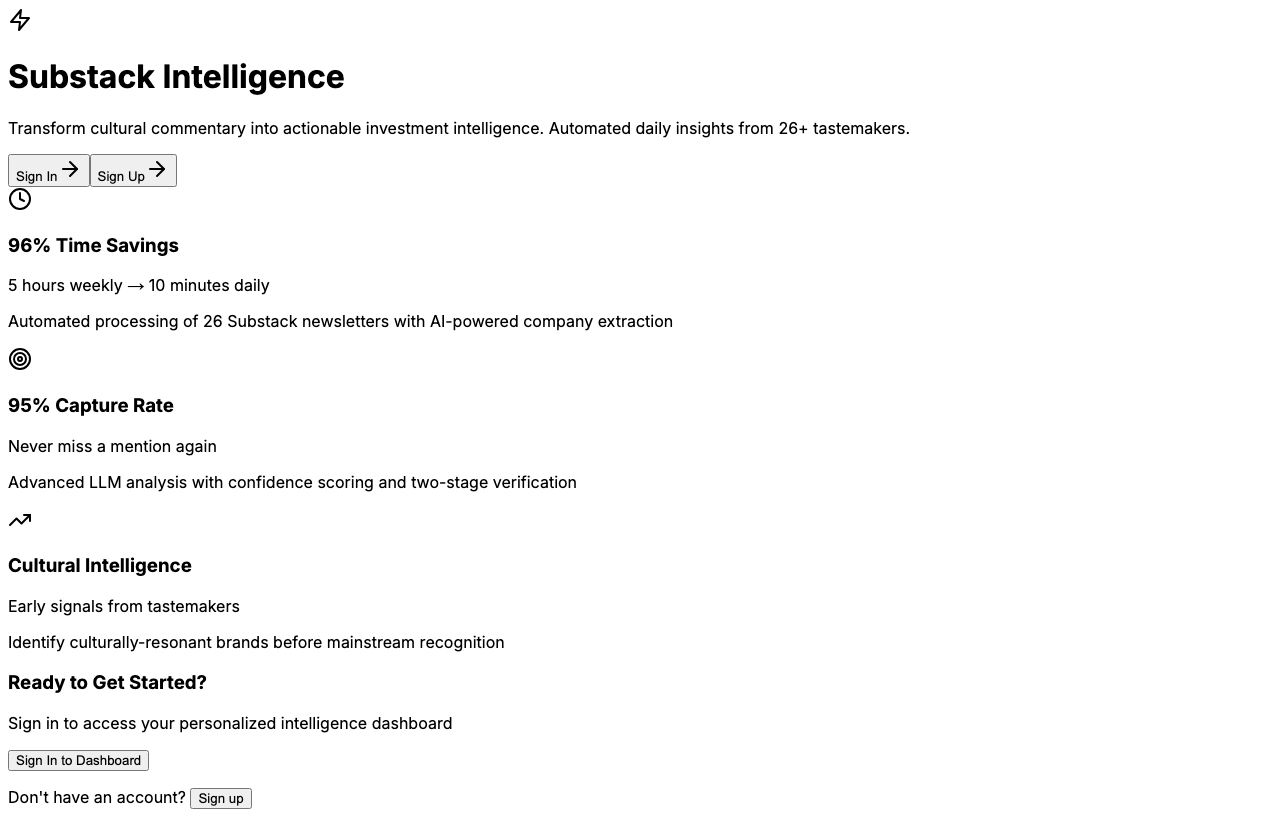 Substack Intelligence
Transform cultural commentary into actionable investment intelligence. Automated daily insights from 26+ tastemakers.
Sign In Sign Up
96% Time Savings
5 hours weekly → 10 minutes daily
Automated processing of 26 Substack newsletters with AI-powered company extraction
95% Capture Rate
Never miss a mention again
Advanced LLM analysis with confidence scoring and two-stage verification
Cultural Intelligence
Early signals from tastemakers
Identify culturally-resonant brands before mainstream recognition
Ready to Get Started?
Sign in to access your personalized intelligence dashboard
Sign In to Dashboard
Don't have an account? Sign up